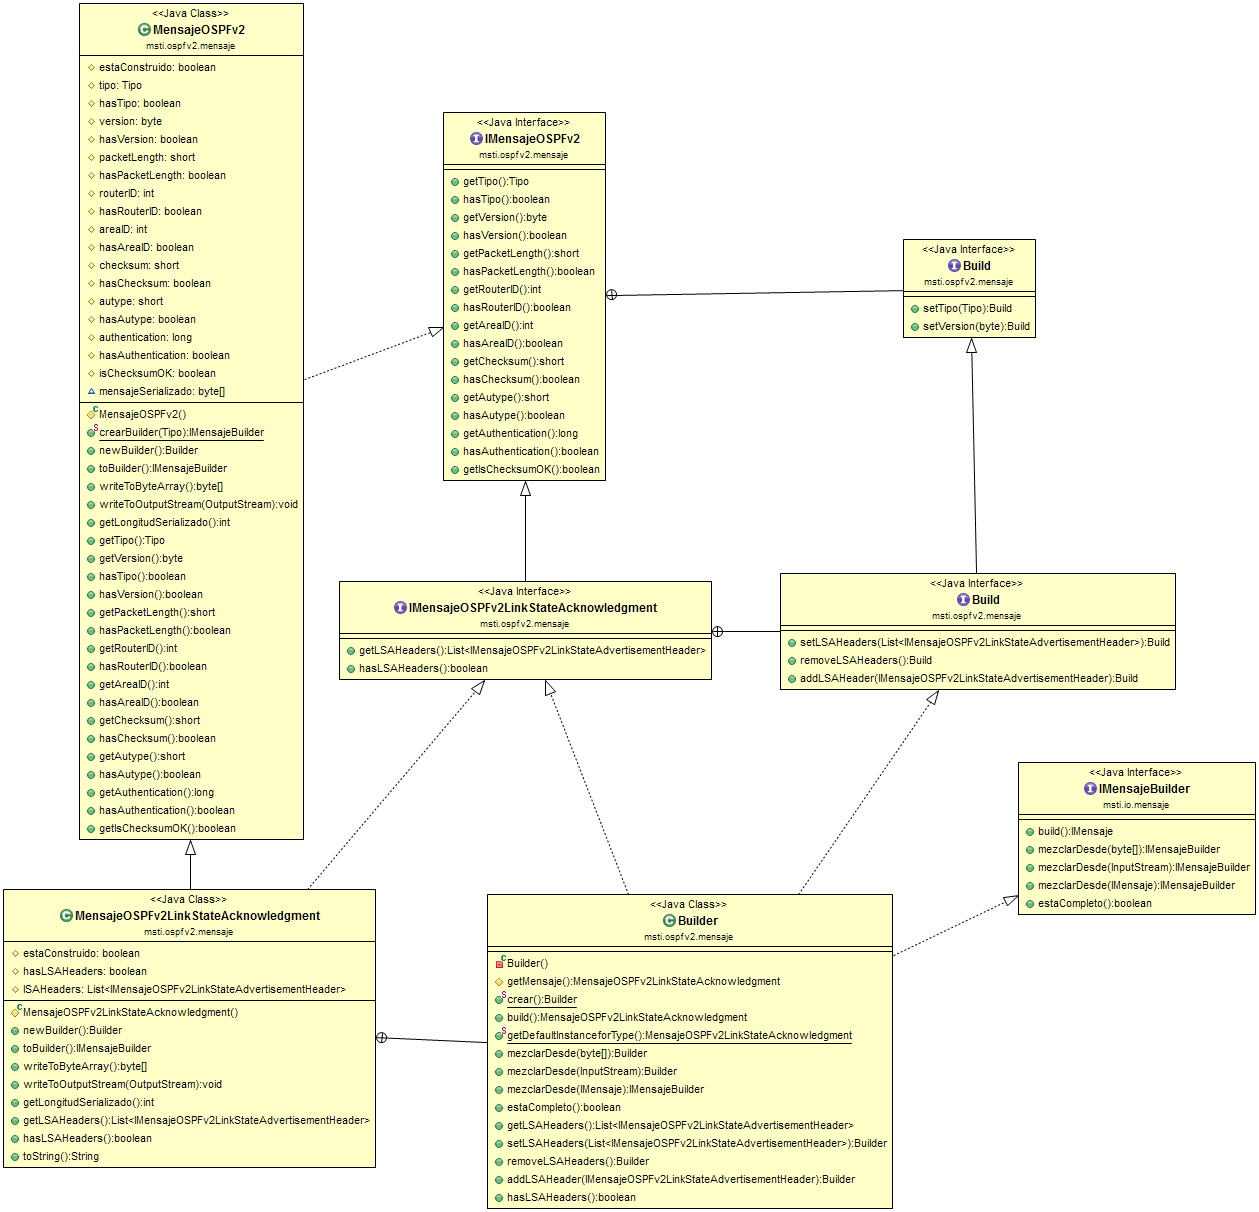 <<Java Class>>
MensajeOSPFv2
msti.ospfv2.mensaje
estaConstruido: boolean
tipo: Tipo
hasTipo: boolean
version: byte
hasVersion: boolean
packetLength: short
hasPacketLength: boolean
routerID: int
hasRouterID: boolean
areaID: int
hasAreaID: boolean
checksum: short
hasChecksum: boolean
autype: short
hasAutype: boolean
authentication: long
hasAuthentication: boolean
isChecksumOK: boolean
mensajeSerializado: byte[]
MensajeOSPFv2()
crearBuilder(Tipo):IMensajeBuilder
newBuilder():Builder
toBuilder():IMensajeBuilder
writeToByteArray():byte[]
writeToOutputStream(OutputStream):void
getLongitudSerializado():int
getTipo():Tipo
getVersion():byte
hasTipo():boolean
hasVersion():boolean
getPacketLength():short
hasPacketLength():boolean
getRouterID():int
hasRouterID():boolean
getAreaID():int
hasAreaID():boolean
getChecksum():short
hasChecksum():boolean
getAutype():short
hasAutype():boolean
getAuthentication():long
hasAuthentication():boolean
getIsChecksumOK():boolean
<<Java Interface>>
IMensajeOSPFv2
msti.ospfv2.mensaje
getTipo():Tipo
hasTipo():boolean
getVersion():byte
hasVersion():boolean
getPacketLength():short
hasPacketLength():boolean
getRouterID():int
hasRouterID():boolean
getAreaID():int
hasAreaID():boolean
getChecksum():short
hasChecksum():boolean
getAutype():short
hasAutype():boolean
getAuthentication():long
hasAuthentication():boolean
getIsChecksumOK():boolean
<<Java Interface>>
Build
msti.ospfv2.mensaje
setTipo(Tipo):Build
setVersion(byte):Build
<<Java Interface>>
IMensajeOSPFv2LinkStateAcknowledgment
msti.ospfv2.mensaje
getLSAHeaders():List<IMensajeOSPFv2LinkStateAdvertisementHeader>
hasLSAHeaders():boolean
<<Java Interface>>
Build
msti.ospfv2.mensaje
setLSAHeaders(List<IMensajeOSPFv2LinkStateAdvertisementHeader>):Build
removeLSAHeaders():Build
addLSAHeader(IMensajeOSPFv2LinkStateAdvertisementHeader):Build
<<Java Interface>>
IMensajeBuilder
msti.io.mensaje
build():IMensaje
mezclarDesde(byte[]):IMensajeBuilder
mezclarDesde(InputStream):IMensajeBuilder
mezclarDesde(IMensaje):IMensajeBuilder
estaCompleto():boolean
<<Java Class>>
MensajeOSPFv2LinkStateAcknowledgment
msti.ospfv2.mensaje
estaConstruido: boolean
hasLSAHeaders: boolean
lSAHeaders: List<IMensajeOSPFv2LinkStateAdvertisementHeader>
MensajeOSPFv2LinkStateAcknowledgment()
newBuilder():Builder
toBuilder():IMensajeBuilder
writeToByteArray():byte[]
writeToOutputStream(OutputStream):void
getLongitudSerializado():int
getLSAHeaders():List<IMensajeOSPFv2LinkStateAdvertisementHeader>
hasLSAHeaders():boolean
toString():String
<<Java Class>>
Builder
msti.ospfv2.mensaje
Builder()
getMensaje():MensajeOSPFv2LinkStateAcknowledgment
crear():Builder
build():MensajeOSPFv2LinkStateAcknowledgment
getDefaultInstanceforType():MensajeOSPFv2LinkStateAcknowledgment
mezclarDesde(byte[]):Builder
mezclarDesde(InputStream):Builder
mezclarDesde(IMensaje):IMensajeBuilder
estaCompleto():boolean
getLSAHeaders():List<IMensajeOSPFv2LinkStateAdvertisementHeader>
setLSAHeaders(List<IMensajeOSPFv2LinkStateAdvertisementHeader>):Builder
removeLSAHeaders():Builder
addLSAHeader(IMensajeOSPFv2LinkStateAdvertisementHeader):Builder
hasLSAHeaders():boolean